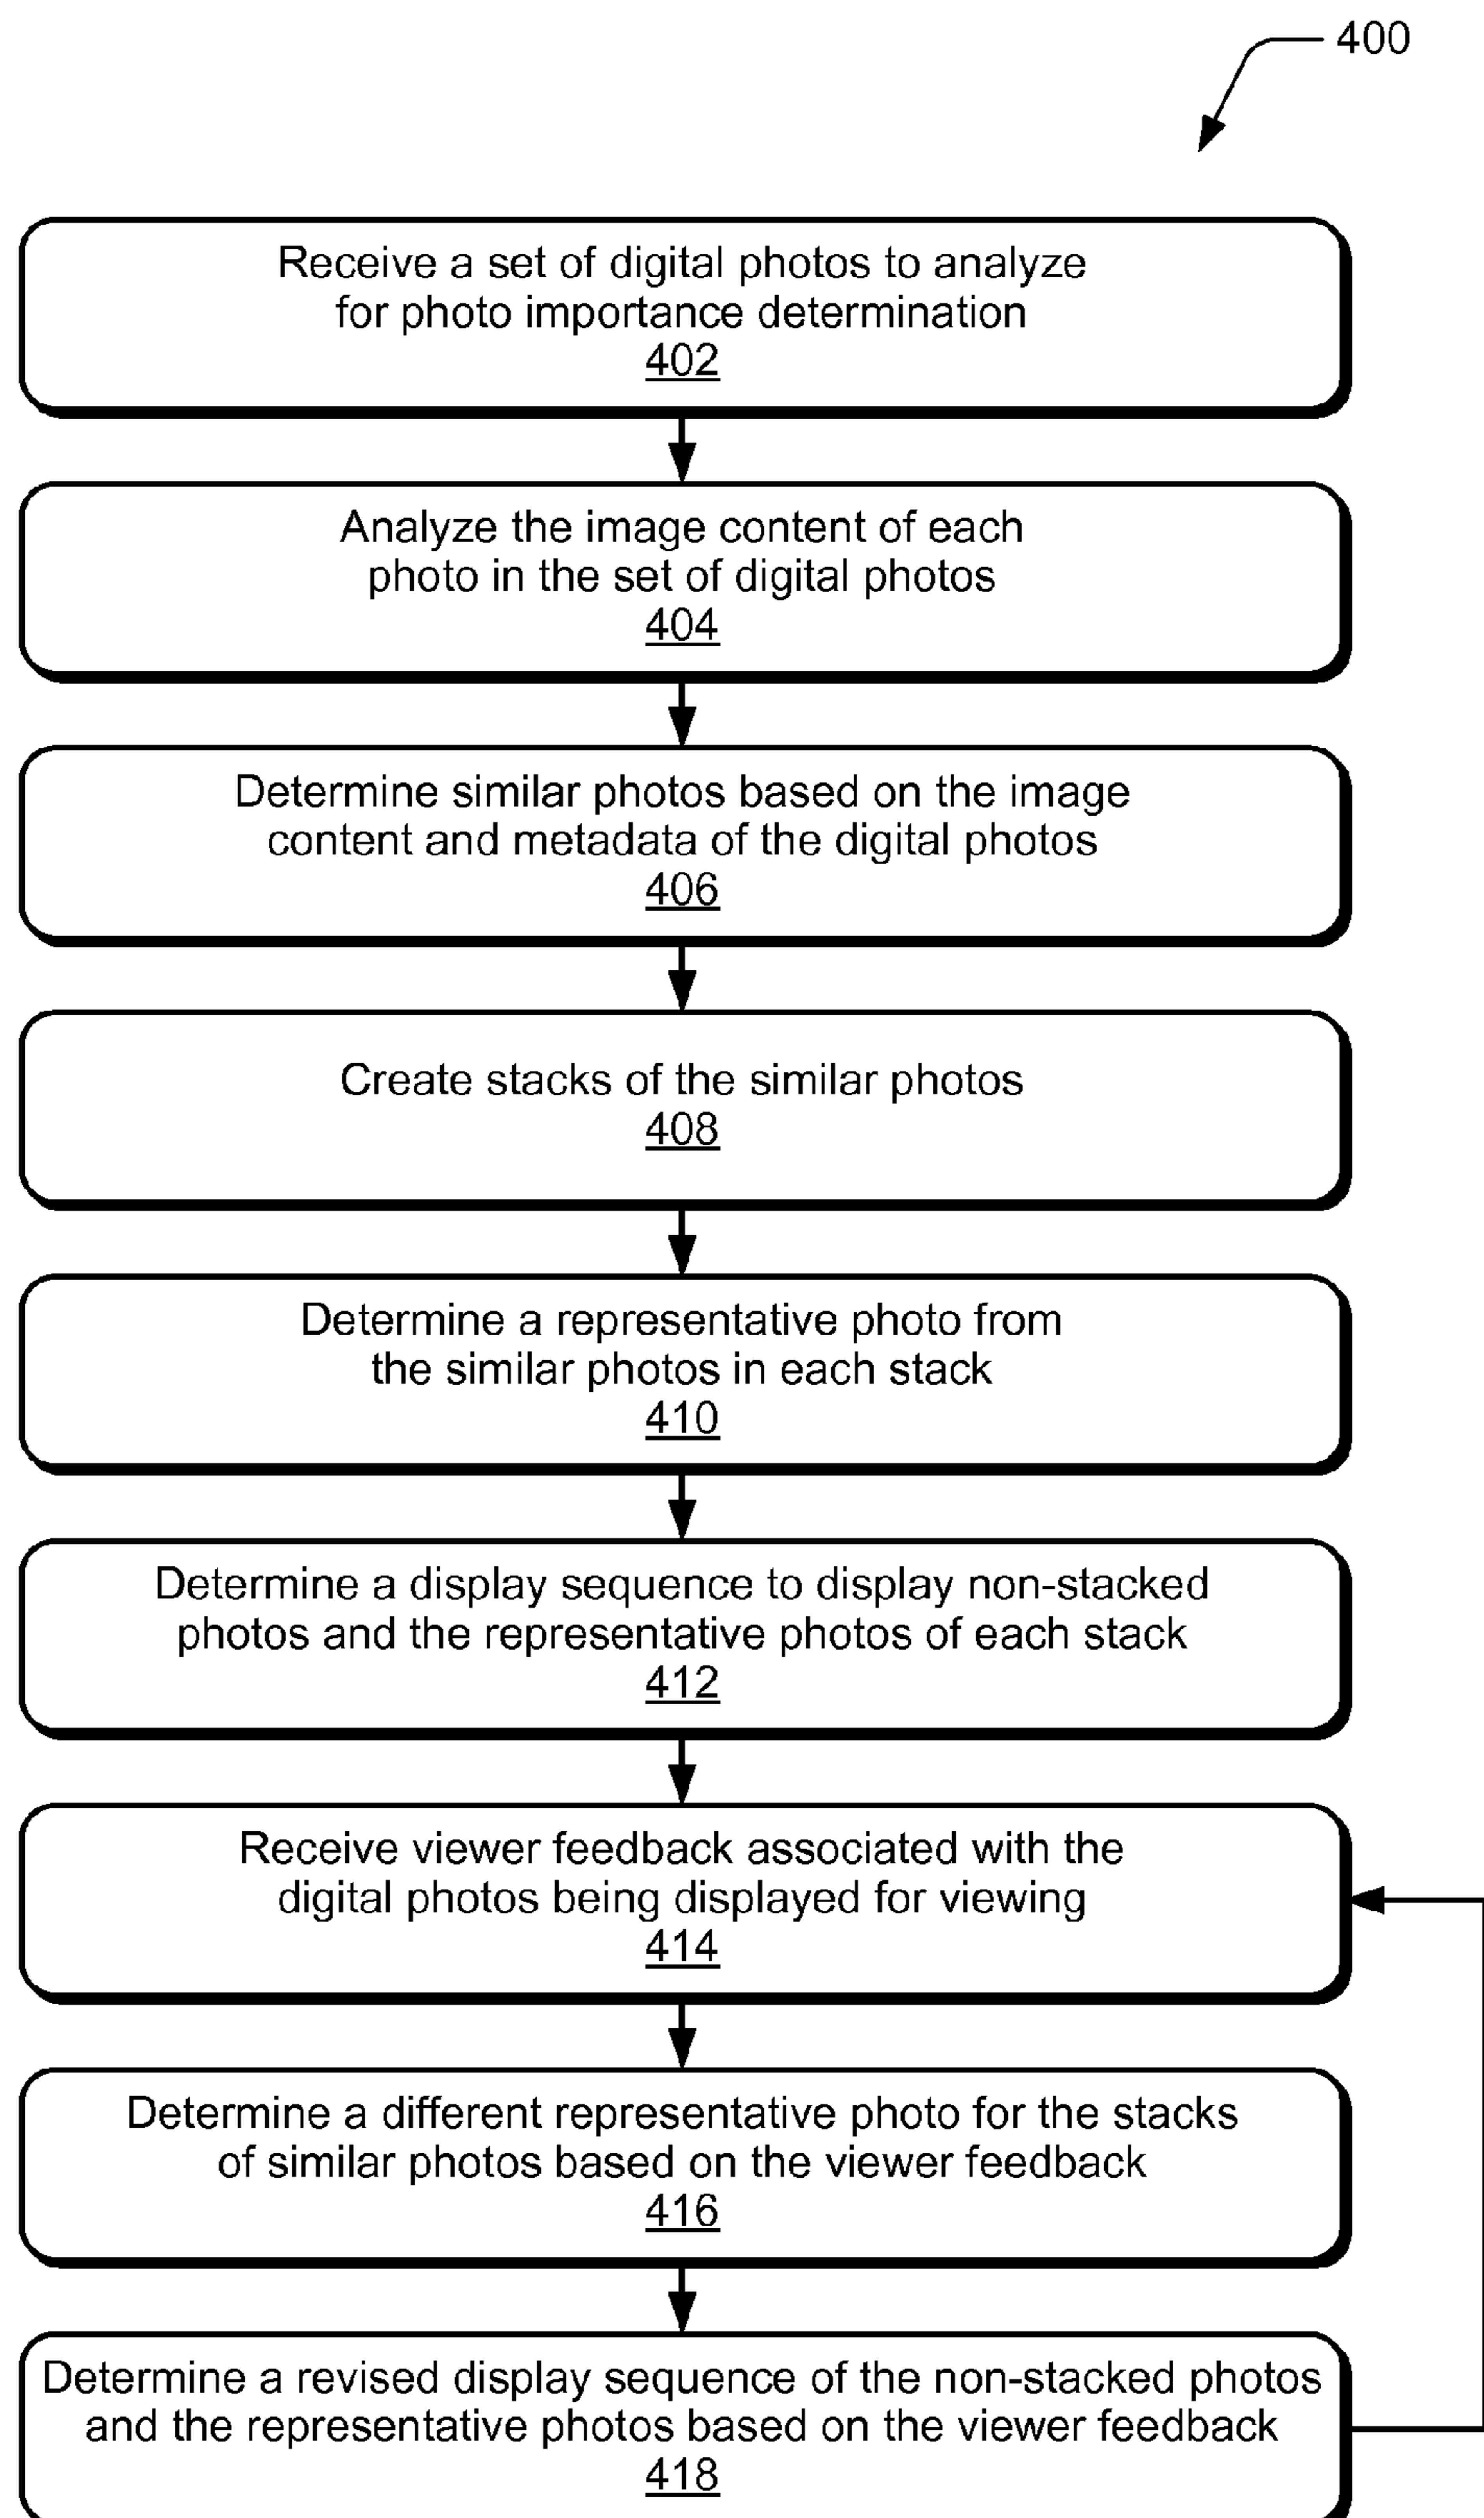 400
Receive a set of digital photos to analyze
for photo importance determination
402
Analyze the image content of each
photo in the set of digital photos
404
Determine similar photos based on the image
content and metadata of the digital photos
406
Create stacks of the similar photos
408
Determine a representative photo from
the similar photos in each stack
410
Determine a display sequence to display non-stacked
photos and the representative photos of each stack
412
Receive viewer feedback associated with the
digital photos being displayed for viewing
414
Determine a different representative photo for the stacks
of similar photos based on the viewer feedback
416
Determine a revised display sequence of the non-stacked photos
and the representative photos based on the viewer feedback
418